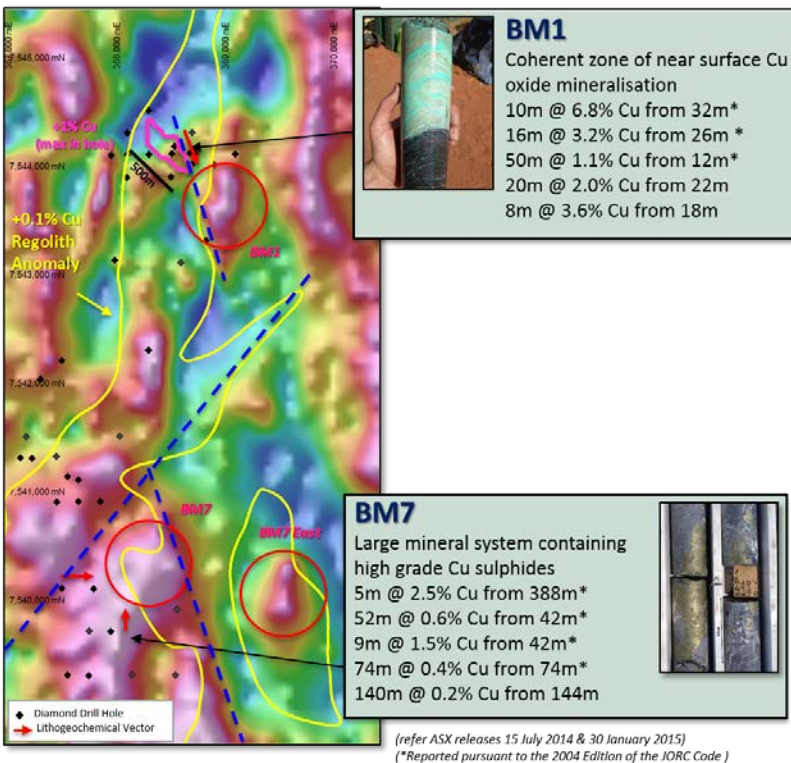 367,000 mE
368,000 mE
369,000 mE
370,000 mE
7,545,000 mN
7,544,000 mN
7,543,000 mN
7,542,000 mN
7,541,000 mN
7,540,000 mN
+1% Cu
(max in hole)
500m
+0.1% Cu
Regolith
Anomaly
BM1
BM7
BM7 East
Diamond Drill Hole
Lithogeochemical Vector
BM1
Coherent zone of near surface Cu
oxide mineralisation
10m @ 6.8% Cu from 32m*
16m @ 3.2% Cu from 26m *
50m @ 1.1% Cu from 12m*
20m @ 2.0% Cu from 22m
8m @ 3.6% Cu from 18m
BM7
Large mineral system containing
high grade Cu sulphides
5m @ 2.5% Cu from 388m*
52m @ 0.6% Cu from 42m*
9m @ 1.5% Cu from 42m*
74m @ 0.4% Cu from 74m*
140m @ 0.2% Cu from 144m
(refer ASX releases 15 July 2014 & 30 January 2015)
(*Reported pursuant to the 2004 Edition of the JORC Code )